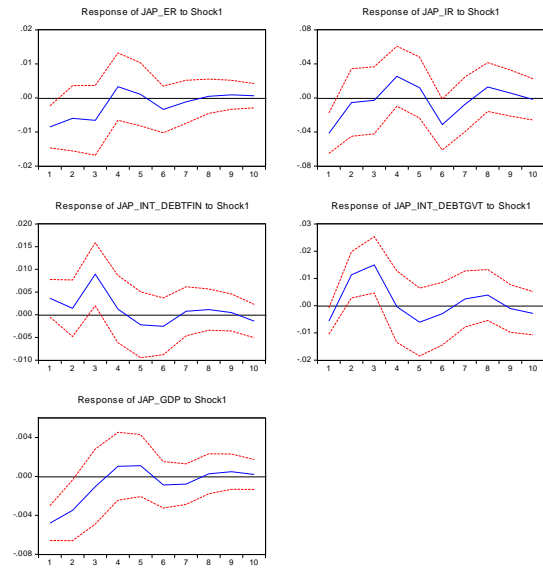 Response of JAP_ER to Shock1
.02
.01
.00
-.01
-.02
1 2 3 4 5 6 7 8 9 10
Response of JAP_IR to Shock1
.08
.04
.00
-.04
-.08
1 2 3 4 5 6 7 8 9 10
Response of JAP_INT_DEBTFIN to Shock1
.020
.015
.010
.005
.000
-.005
-.010
1 2 3 4 5 6 7 8 9 10
Response of JAP_INT_DEBTGVT to Shock1
.03
.02
.01
.00
-.01
-.02
1 2 3 4 5 6 7 8 9 10
Response of JAP_GDP to Shock1
.004
.000
-.004
-.008
1 2 3 4 5 6 7 8 9 10